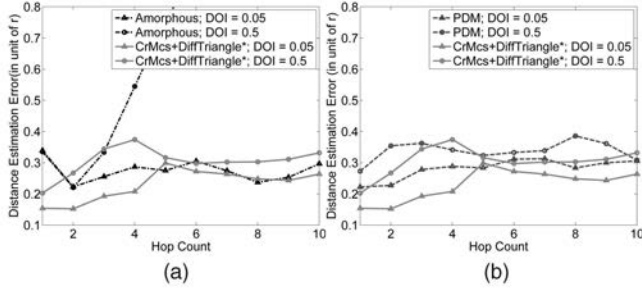 Amorphous; DOI = 0.05
Amorphous; DOI = 0.5
CrMcs+DiffTriangle*; DOI = 0.05
CrMcs+DiffTriangle*; DOI = 0.5
Distance Estimation Error(in unit of r)
0.8
0.7
0.6
0.5
0.4
0.3
0.2
0.1
2
4
6
8
10
Hop Count
(a)
PDM; DOI = 0.05
PDM; DOI = 0.5
CrMcs+DiffTriangle*; DOI = 0.05
CrMcs+DiffTriangle*; DOI = 0.5
Distance Estimation Error(in unit of r)
0.8
0.7
0.6
0.5
0.4
0.3
0.2
0.1
2
4
6
8
10
Hop Count
(b)